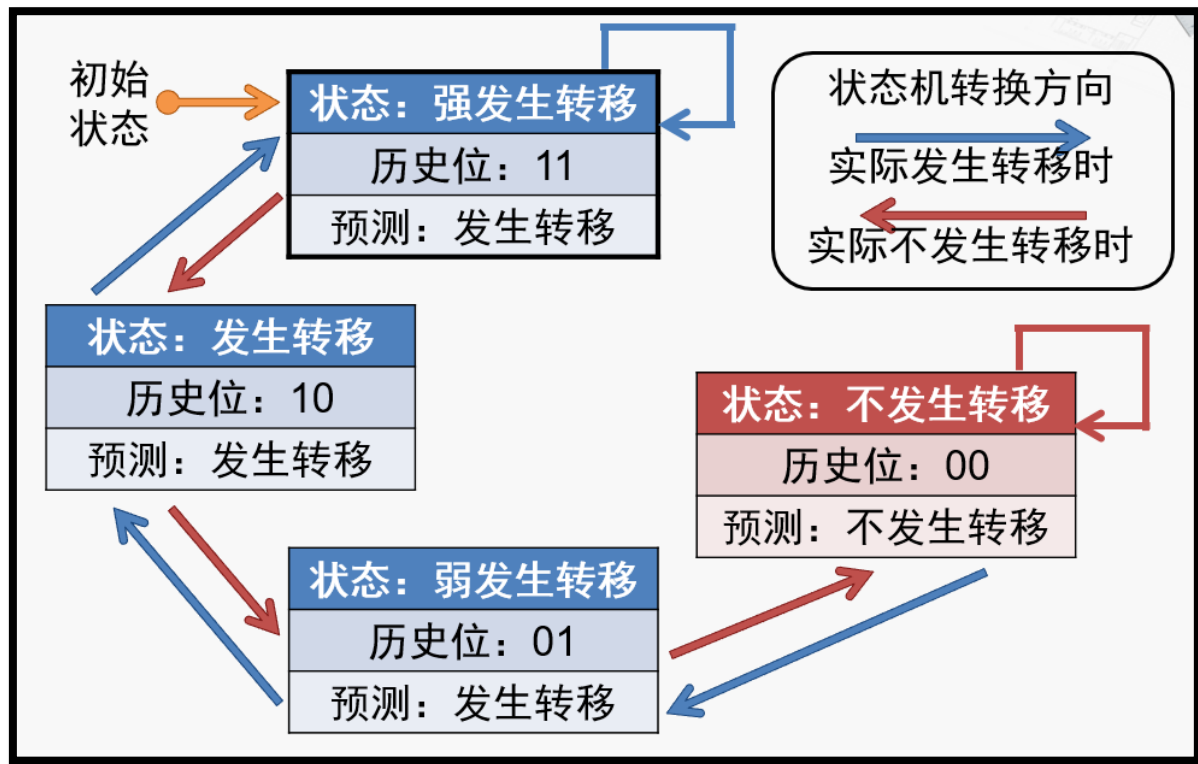 初始
状态
状态：强发生转移
历史位：11
预测：发生转移
状态机转换方向
实际发生转移时
实际不发生转移时
状态：发生转移
历史位：10
预测：发生转移
状态：不发生转移
历史位：00
预测：不发生转移
状态：弱发生转移
历史位：01
预测：发生转移